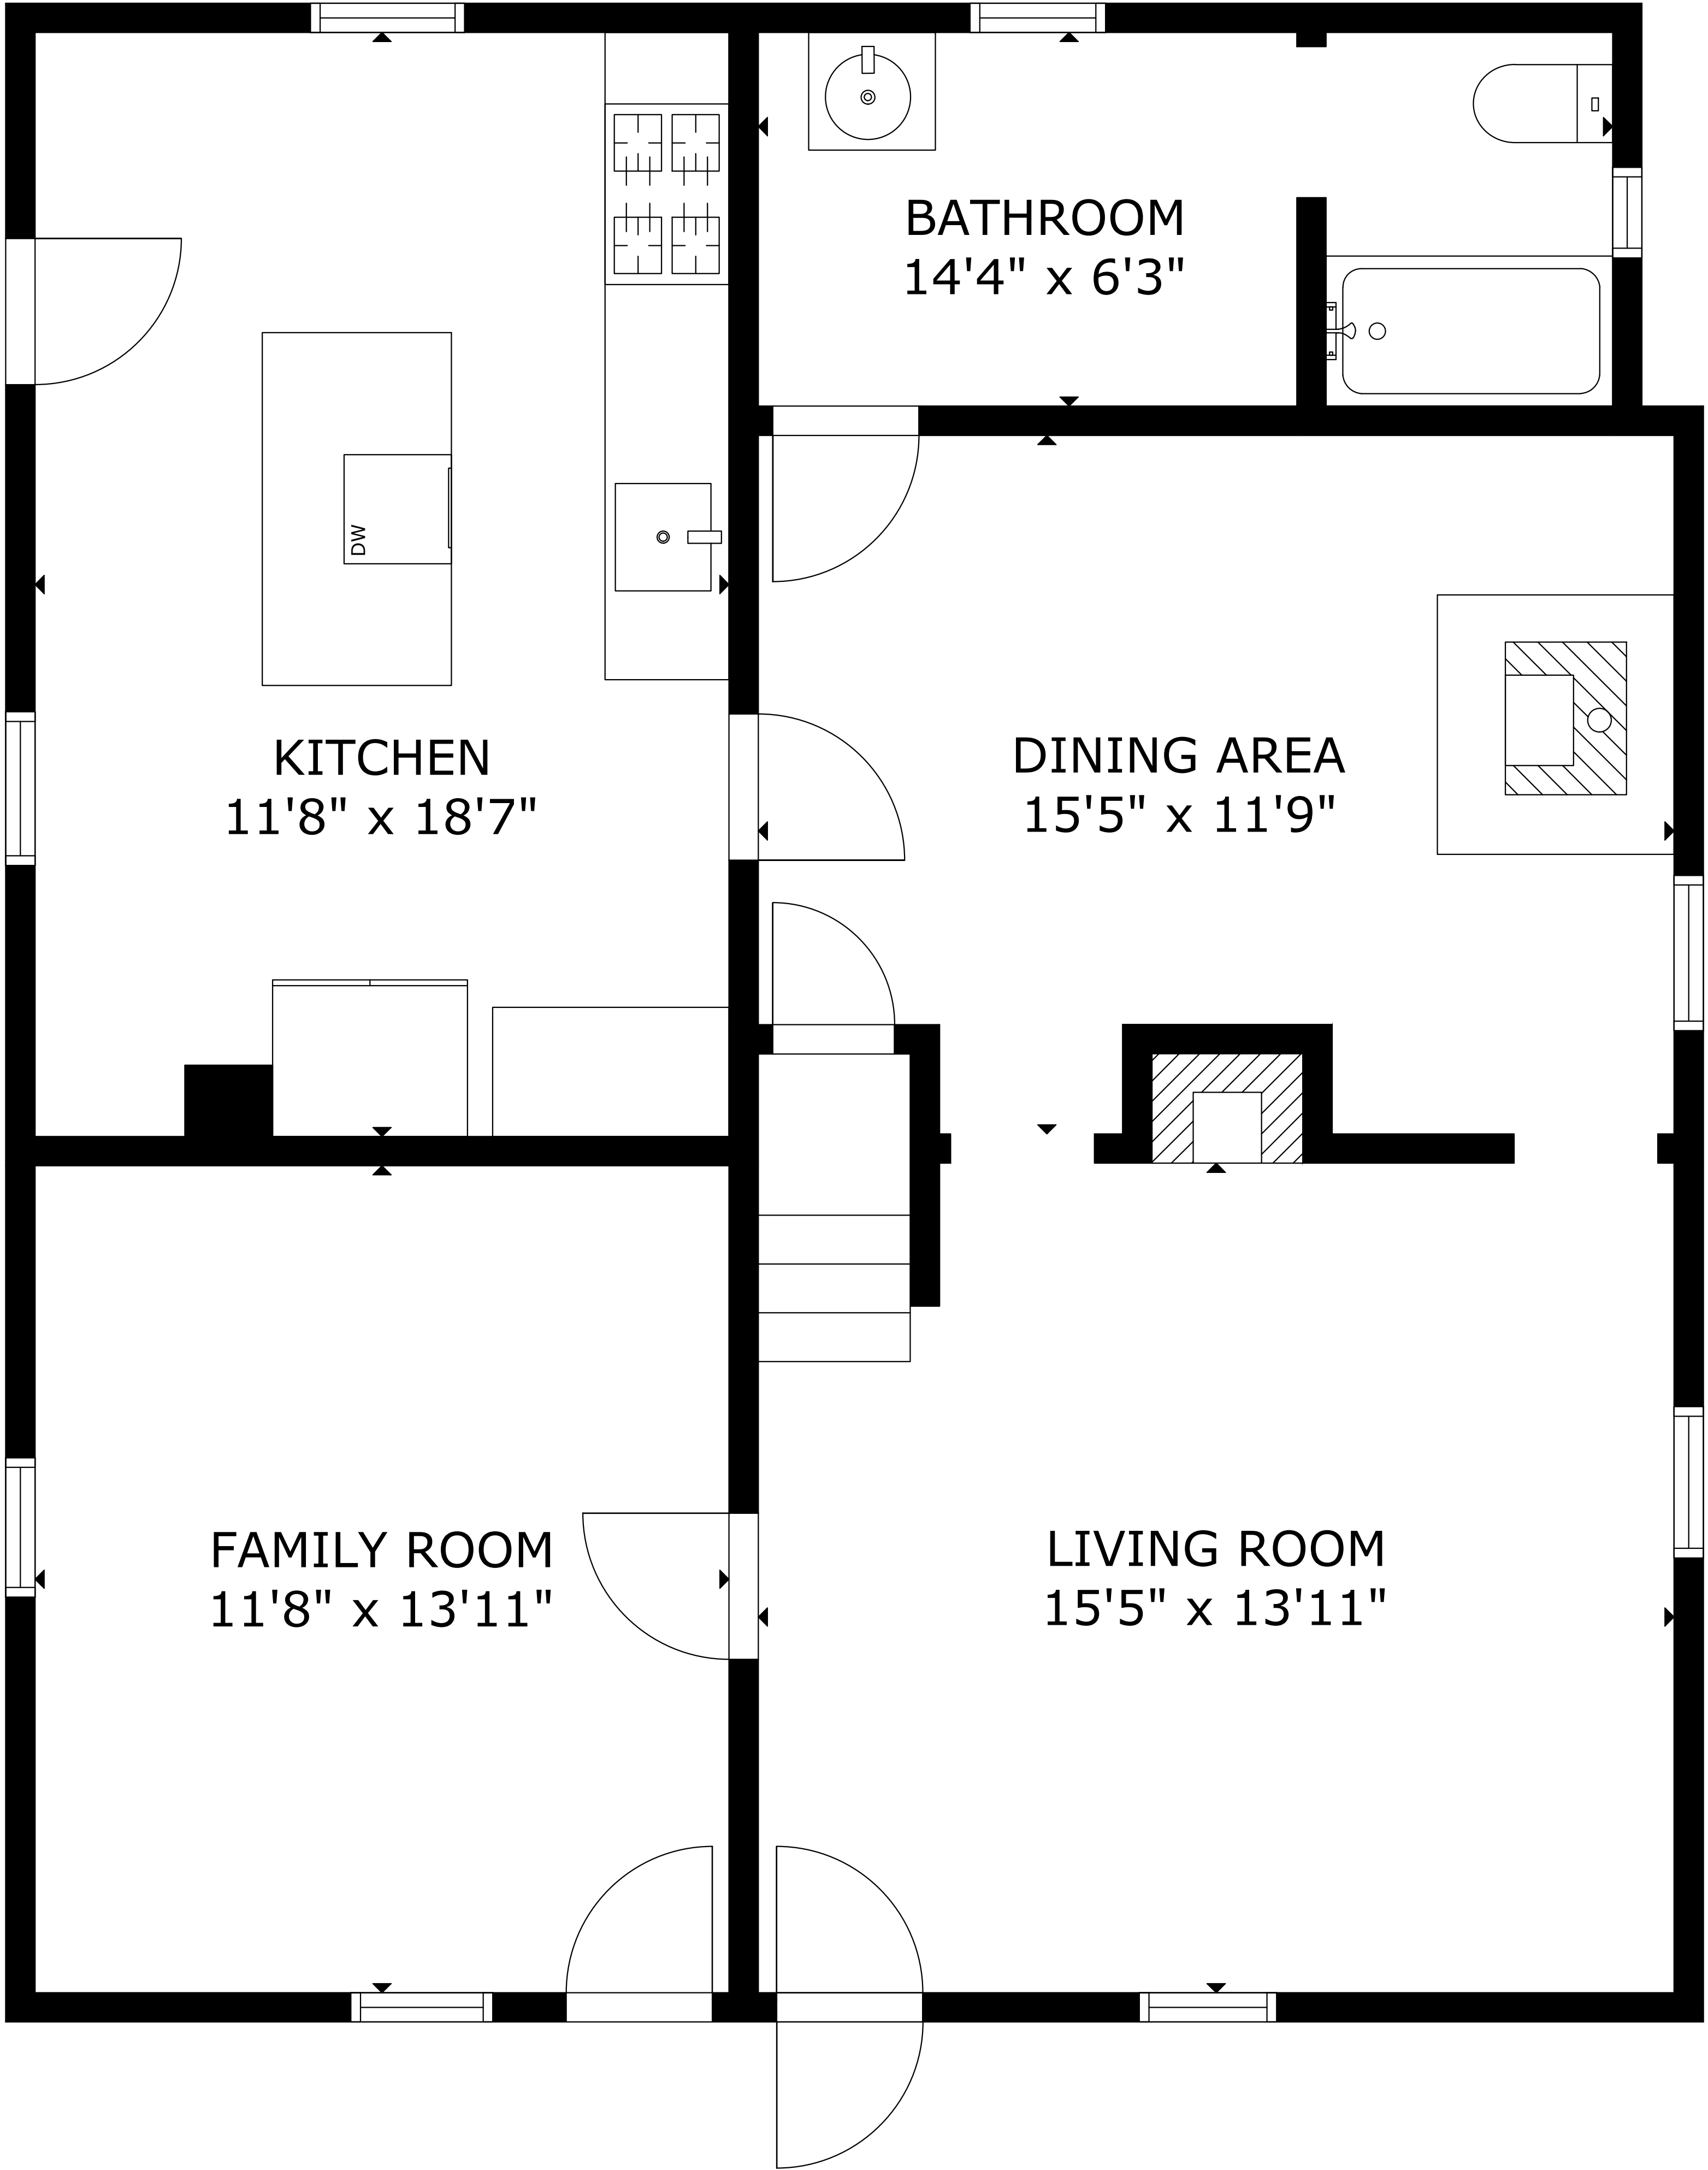 BATHROOM
14'4" x 6'3"
DW
KITCHEN
11'8" x 18'7"
DINING AREA
15'5" x 11'9"
FAMILY ROOM
11'8" x 13'11"
LIVING ROOM
15'5" x 13'11"